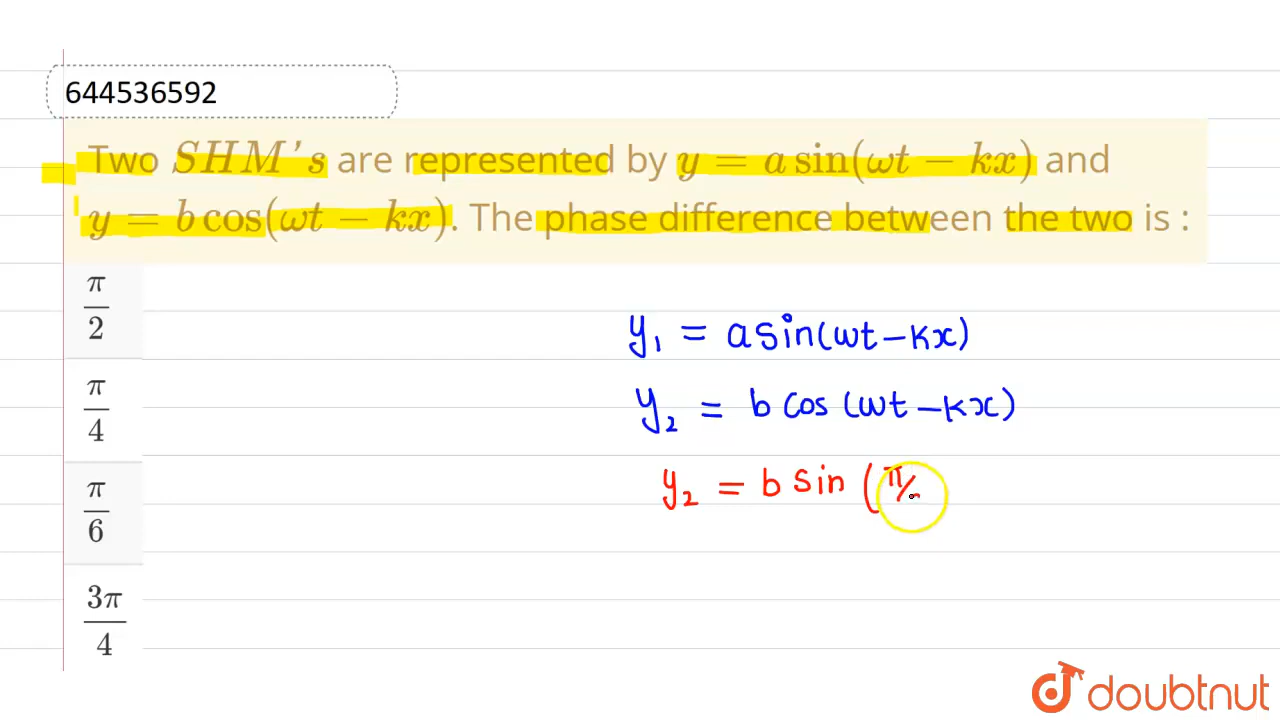 644536592
Two SHM's are represented by y = a sin(ωt − kx) and
y = b cos(ωt − kx). The phase difference between the two is :
π/2
π/4
π/6
3π/4
y₁ = a sin(ωt − kx)
y₂ = b cos (ωt − kx)
y₂ = b sin (π/
doubtnut